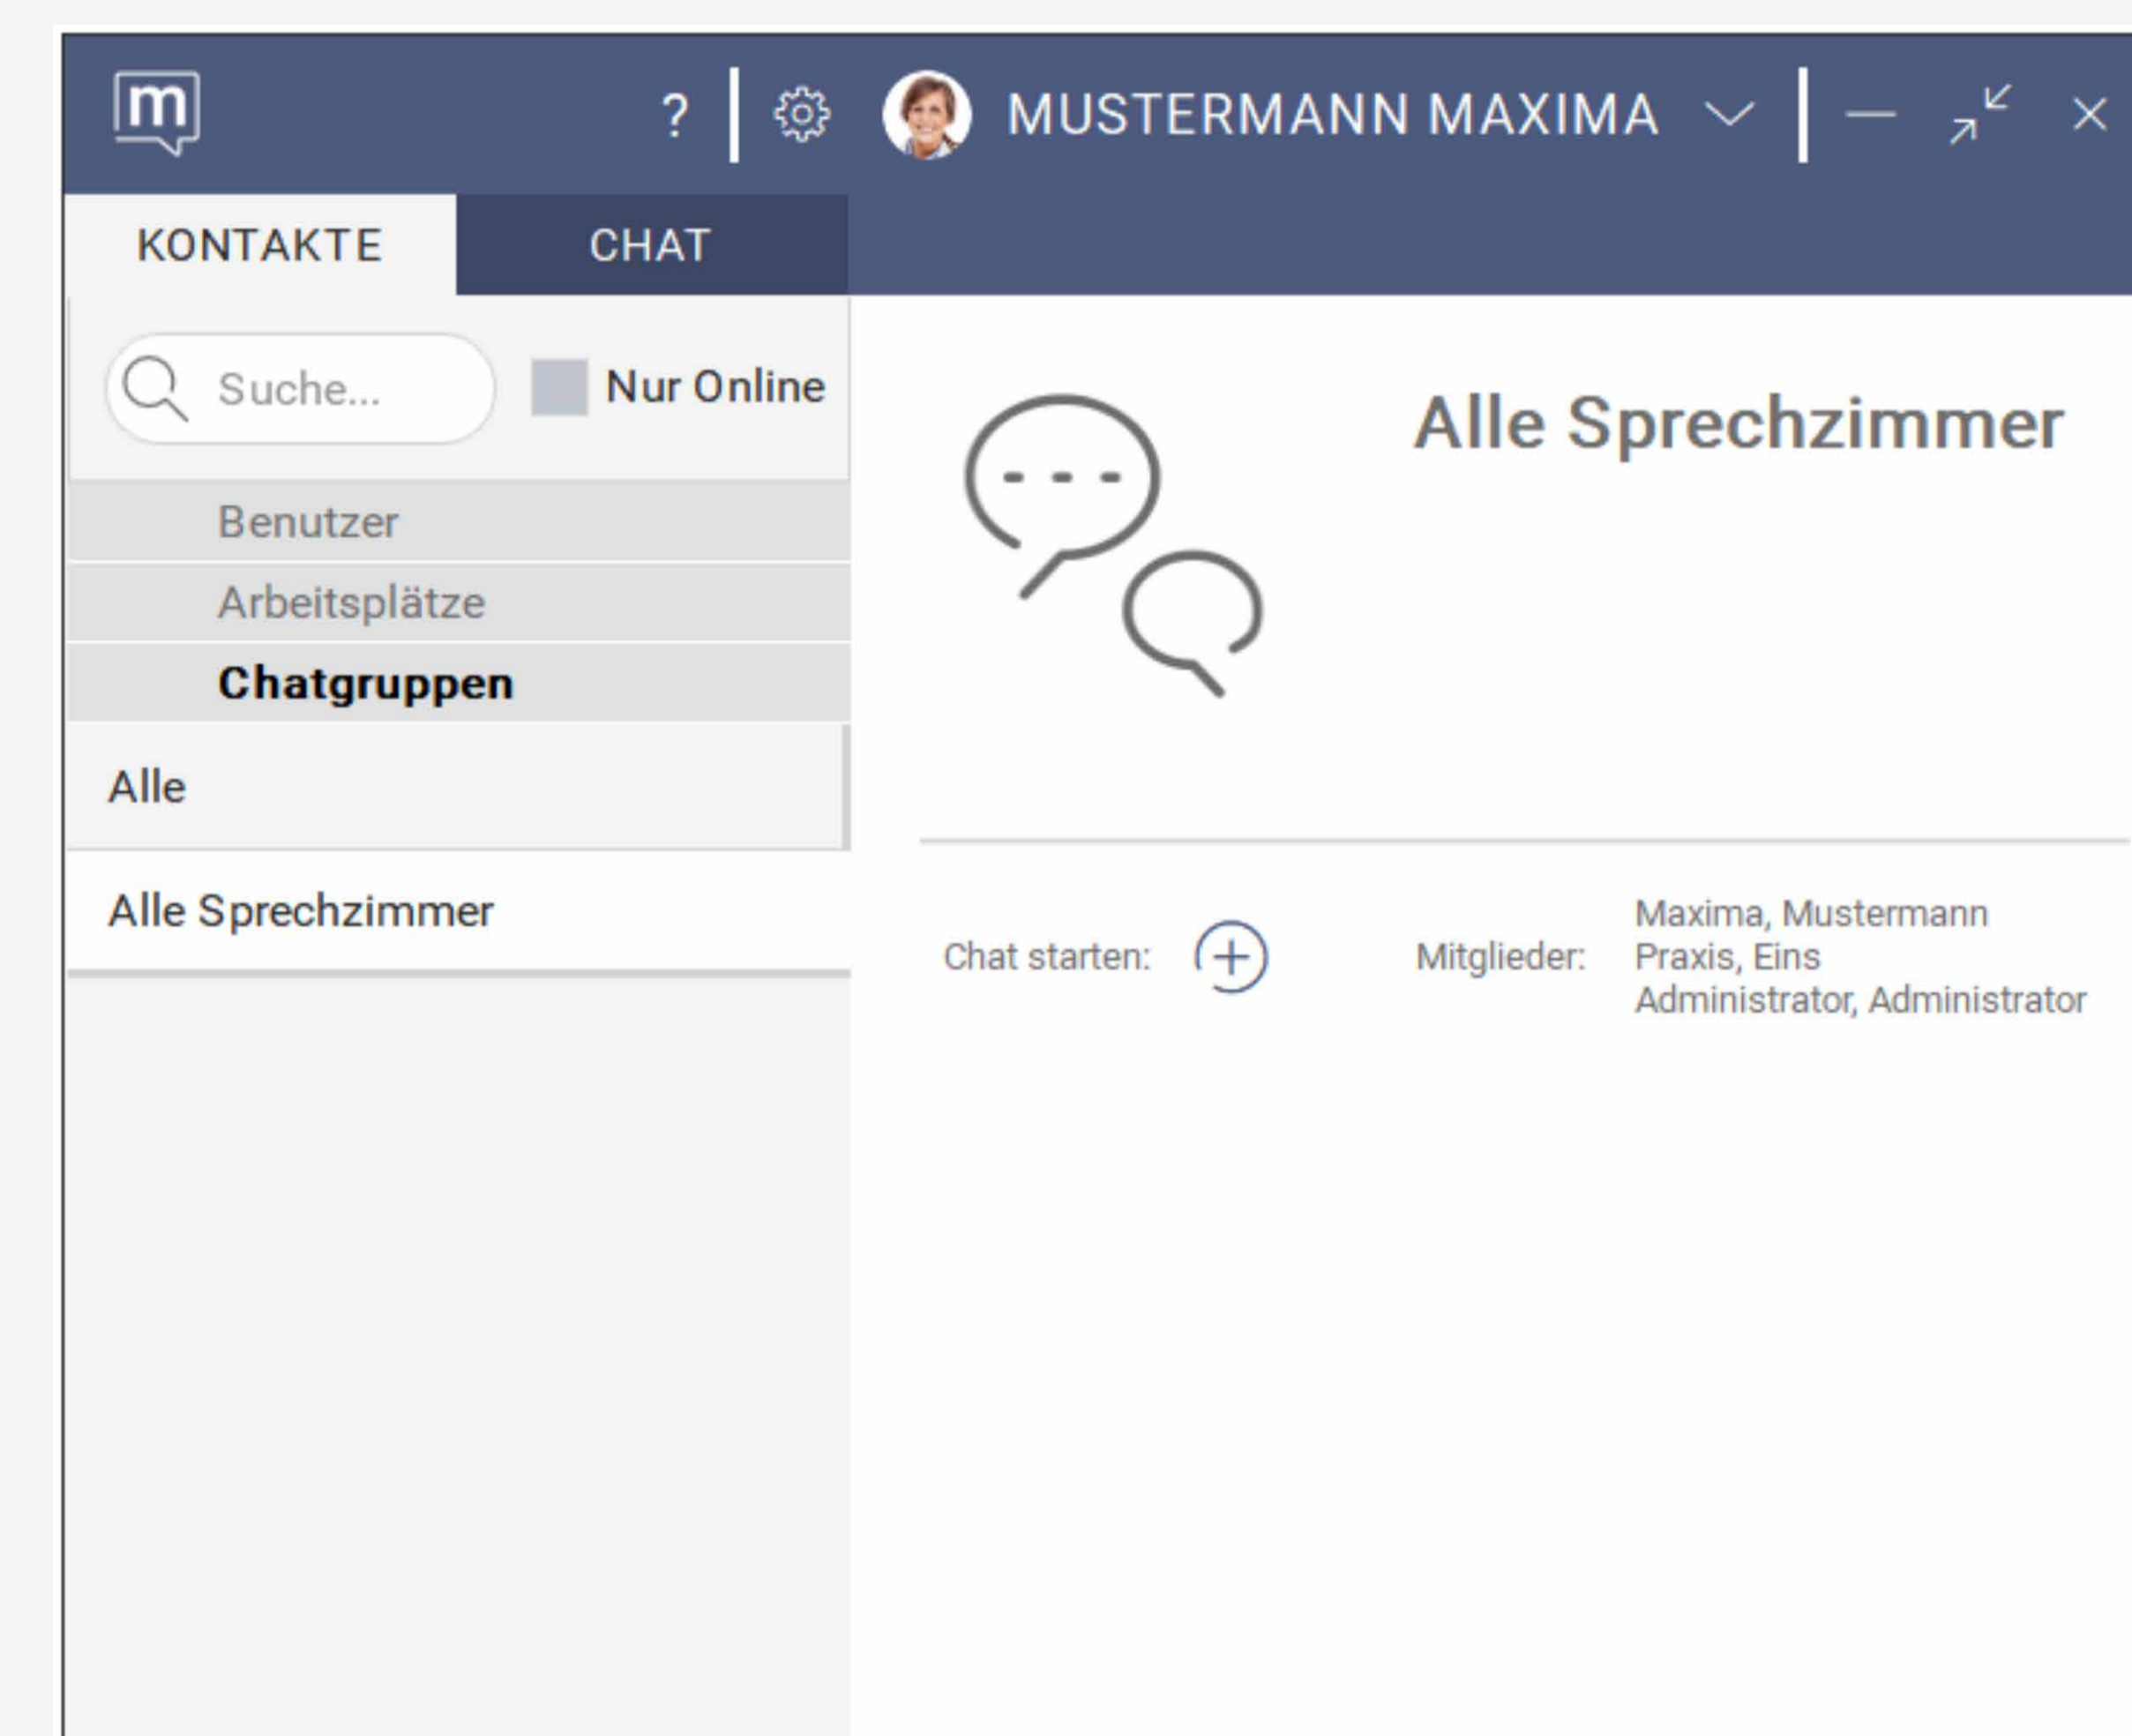 m
? MUSTERMANN MAXIMA
KONTAKTE CHAT
Suche... Nur Online
Benutzer
Arbeitsplätze
Chatgruppen
Alle
Alle Sprechzimmer
Alle Sprechzimmer
Chat starten:
Mitglieder:
Maxima, Mustermann
Praxis, Eins
Administrator, Administrator